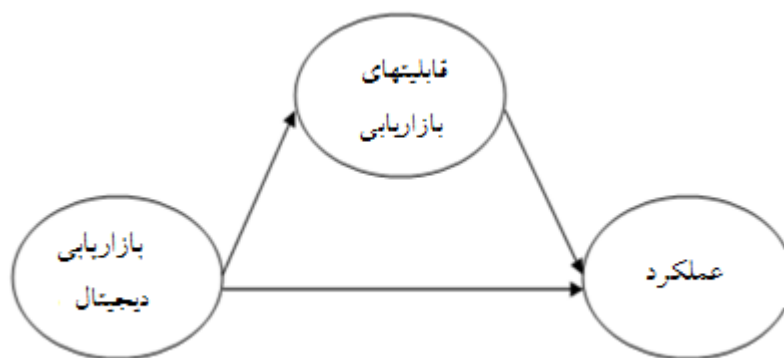 قابلیتهای
بازاریابی
بازاریابی
دیجیتال
عملکرد